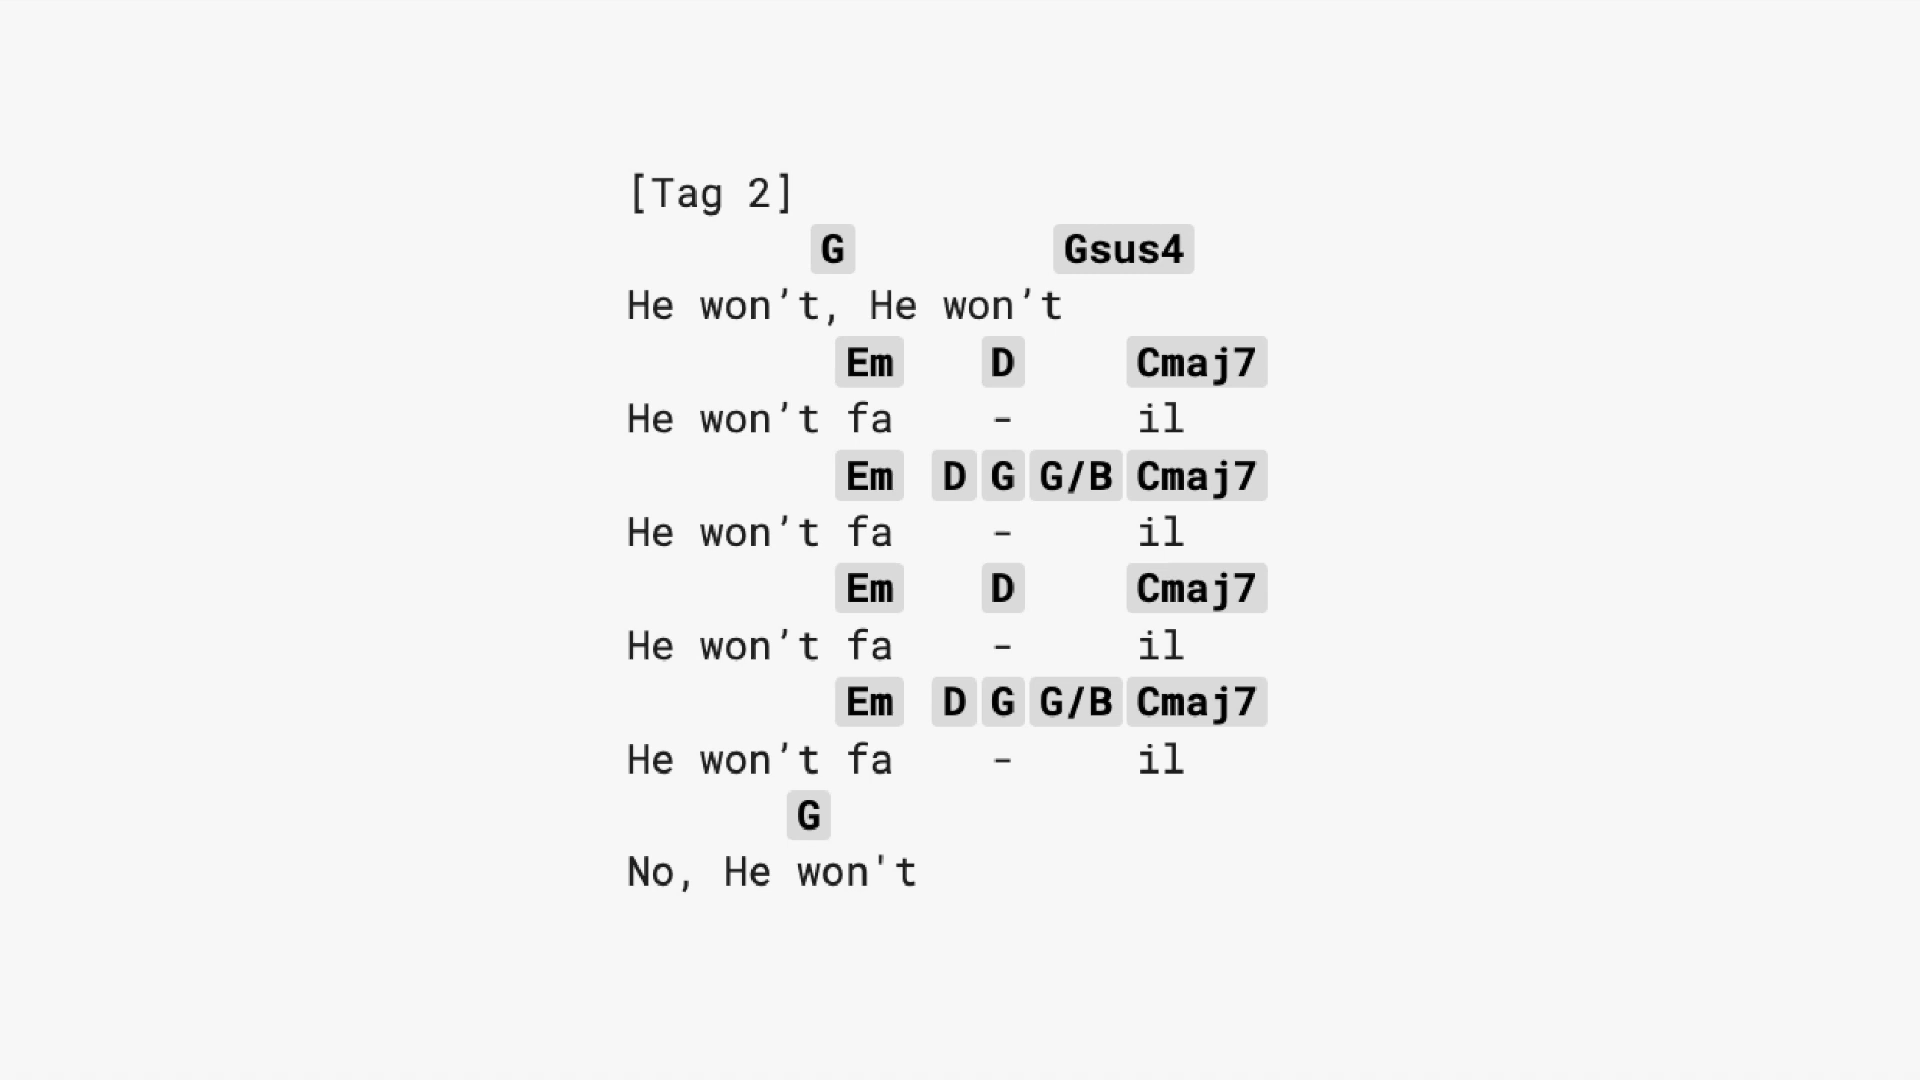 [Tag 2]
G Gsus4
He won’t, He won’t
Em D Cmaj7
He won’t fa - il
Em D G G/B Cmaj7
He won’t fa - il
Em D Cmaj7
He won’t fa - il
Em D G G/B Cmaj7
He won’t fa - il
G
No, He won't